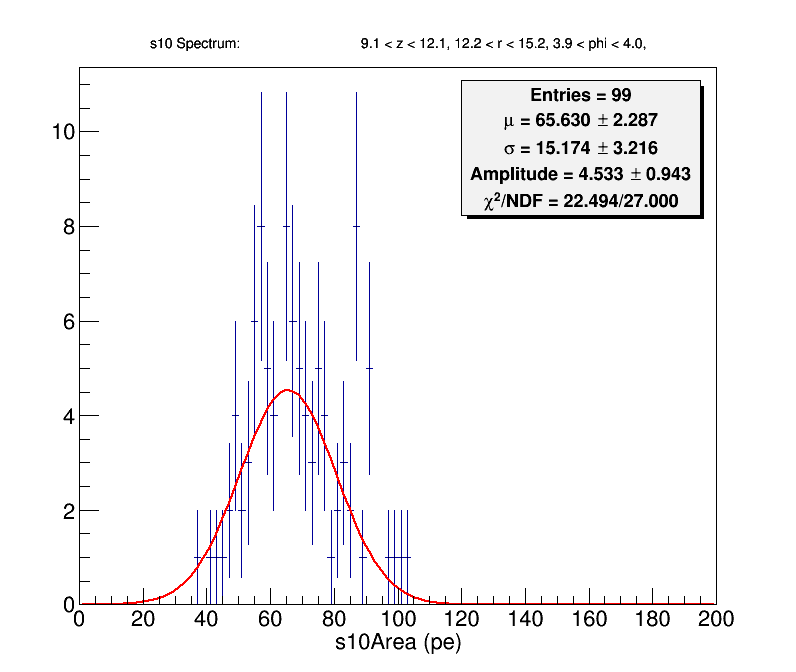 s10 Spectrum: 9.1 < z < 12.1, 12.2 < r < 15.2, 3.9 < phi < 4.0,
Entries = 99
μ = 65.630 ± 2.287
σ = 15.174 ± 3.216
Amplitude = 4.533 ± 0.943
χ²/NDF = 22.494/27.000
10
8
6
4
2
0
0 20 40 60 80 100 120 140 160 180 200
s10Area (pe)